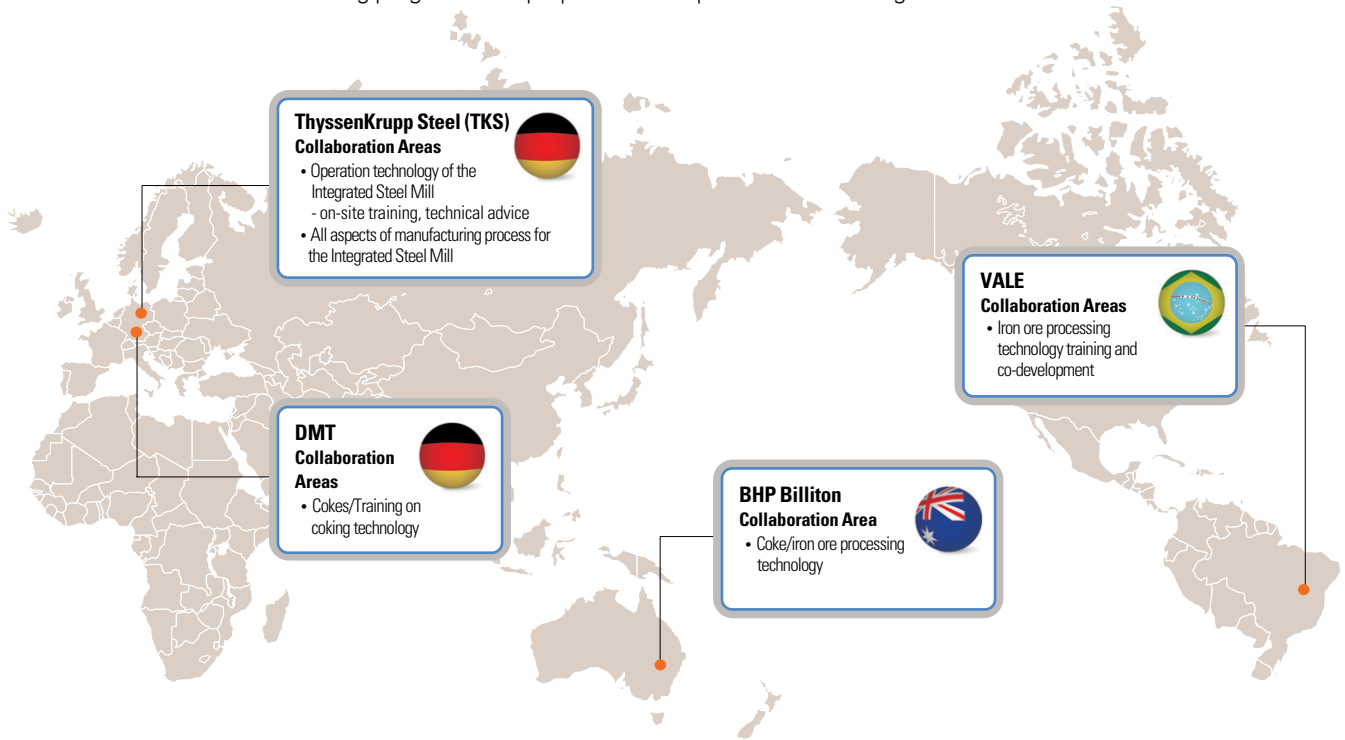 ThyssenKrupp Steel (TKS)
Collaboration Areas
• Operation technology of the
Integrated Steel Mill
- on-site training, technical advice
• All aspects of manufacturing process for
the Integrated Steel Mill
VALE
Collaboration Areas
• Iron ore processing
technology training and
co-development
DMT
Collaboration
Areas
• Cokes/Training on
coking technology
BHP Billiton
Collaboration Area
• Coke/iron ore processing
technology